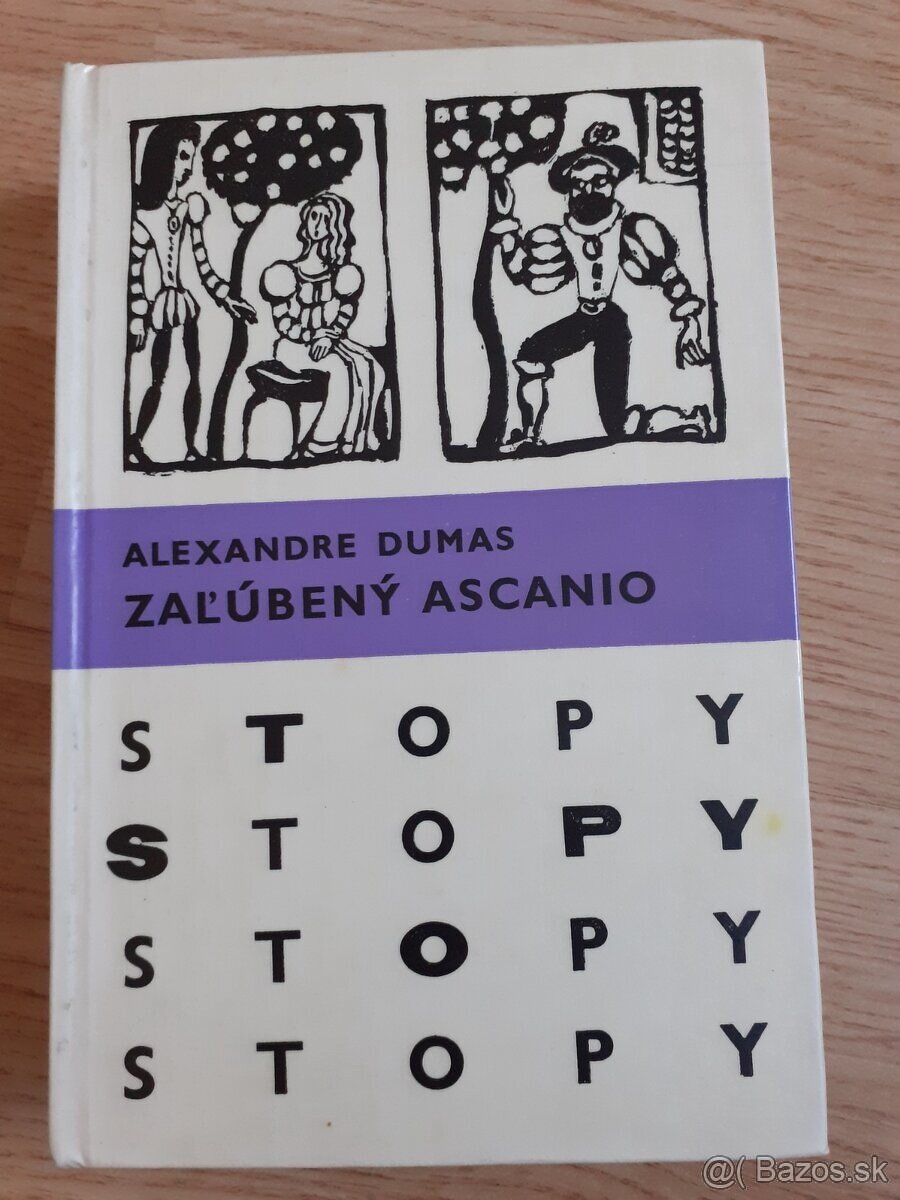 ALEXANDRE DUMAS
ZAĽÚBENÝ ASCANIO
S T O P Y
S T O P Y
S T O P Y
S T O P Y
@( Bazos.sk